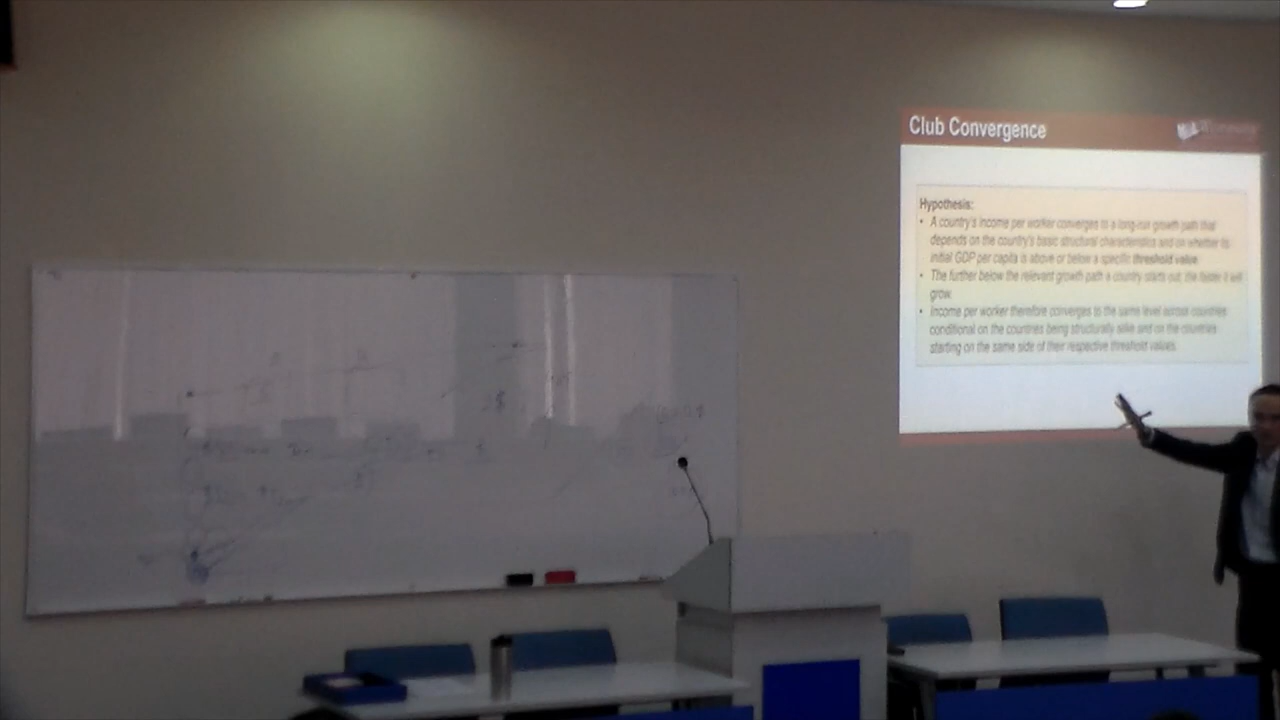 Club Convergence
Hypothesis:
• A country's income per worker converges to a long-run growth path that
depends on the country's basic structural characteristics and on whether its
initial GDP per capita is above or below a specific threshold value.
• The further below the relevant growth path a country starts out, the faster it will
grow.
• Income per worker therefore converges to the same level across countries
conditional on the countries being structurally alike and on the countries
starting on the same side of their respective threshold values.